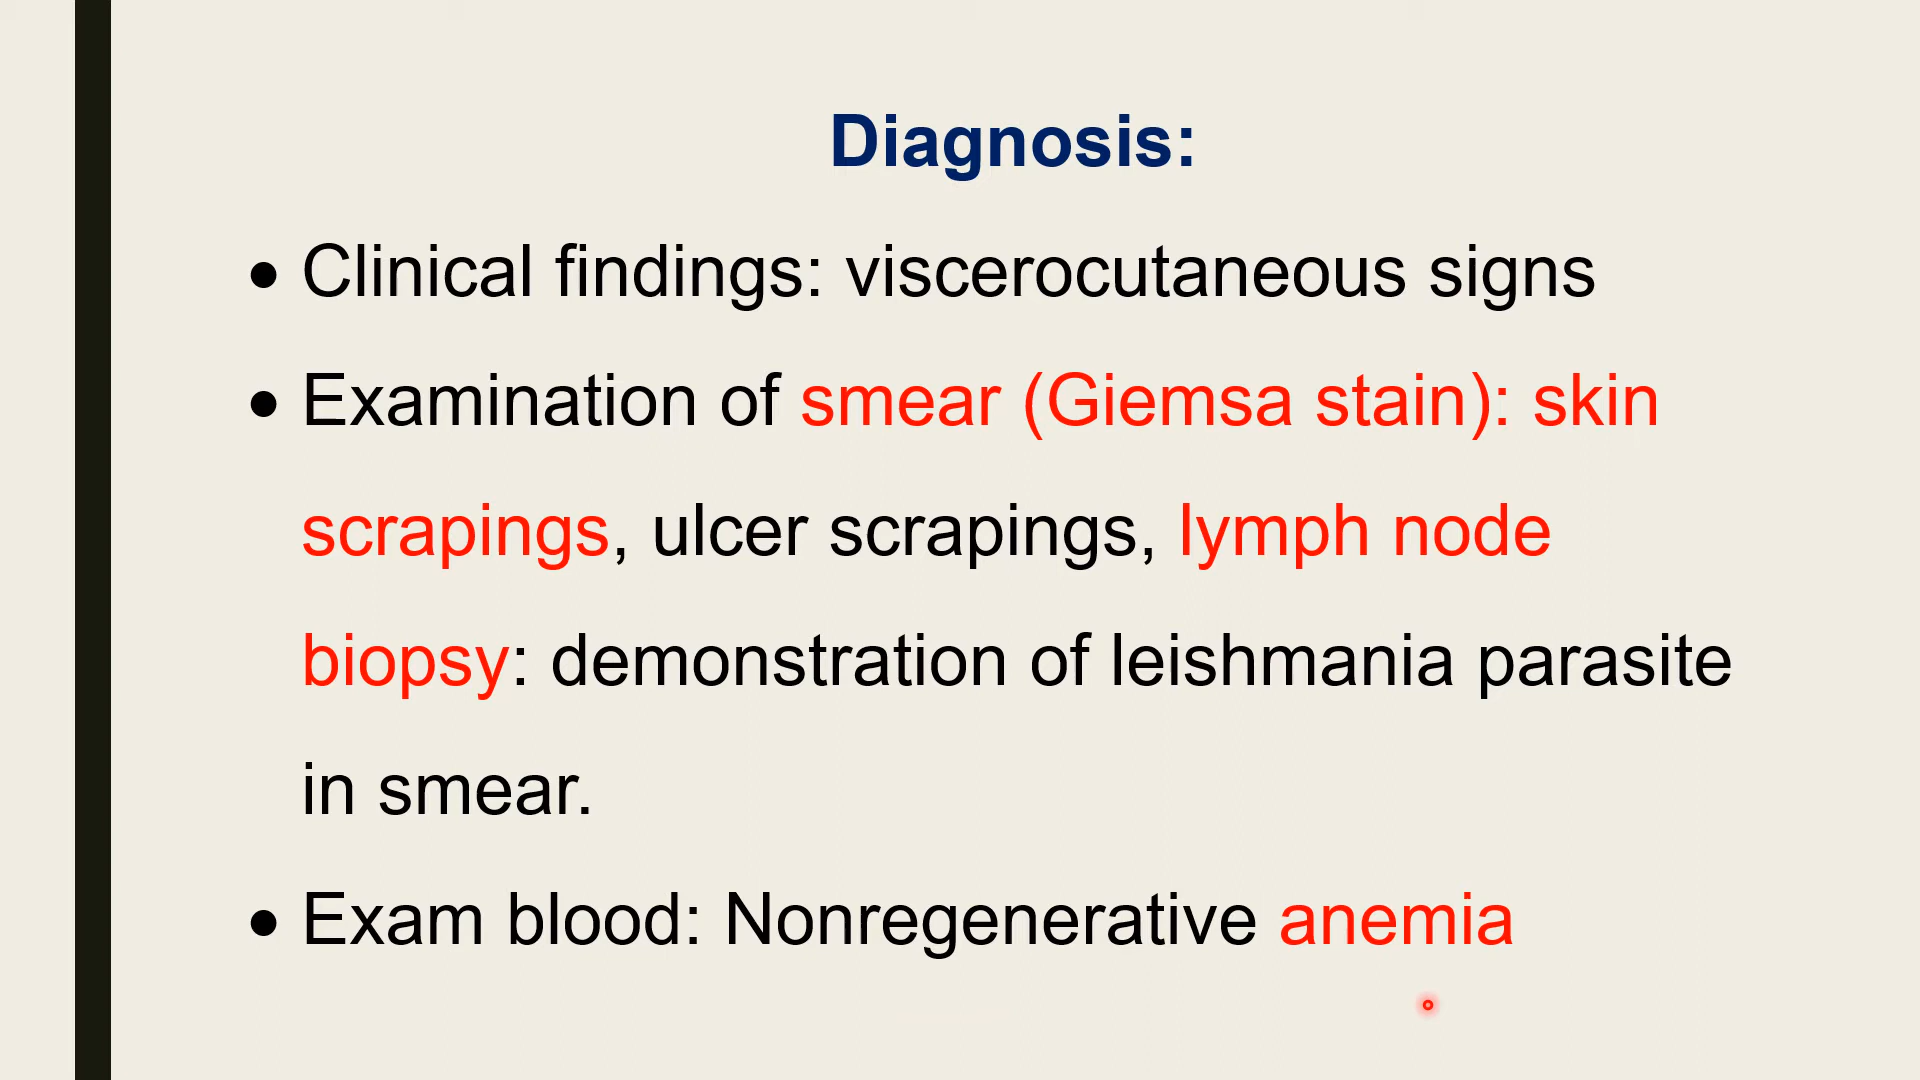 Diagnosis:
• Clinical findings: viscerocutaneous signs
• Examination of smear (Giemsa stain): skin
scrapings, ulcer scrapings, lymph node
biopsy: demonstration of leishmania parasite
in smear.
• Exam blood: Nonregenerative anemia